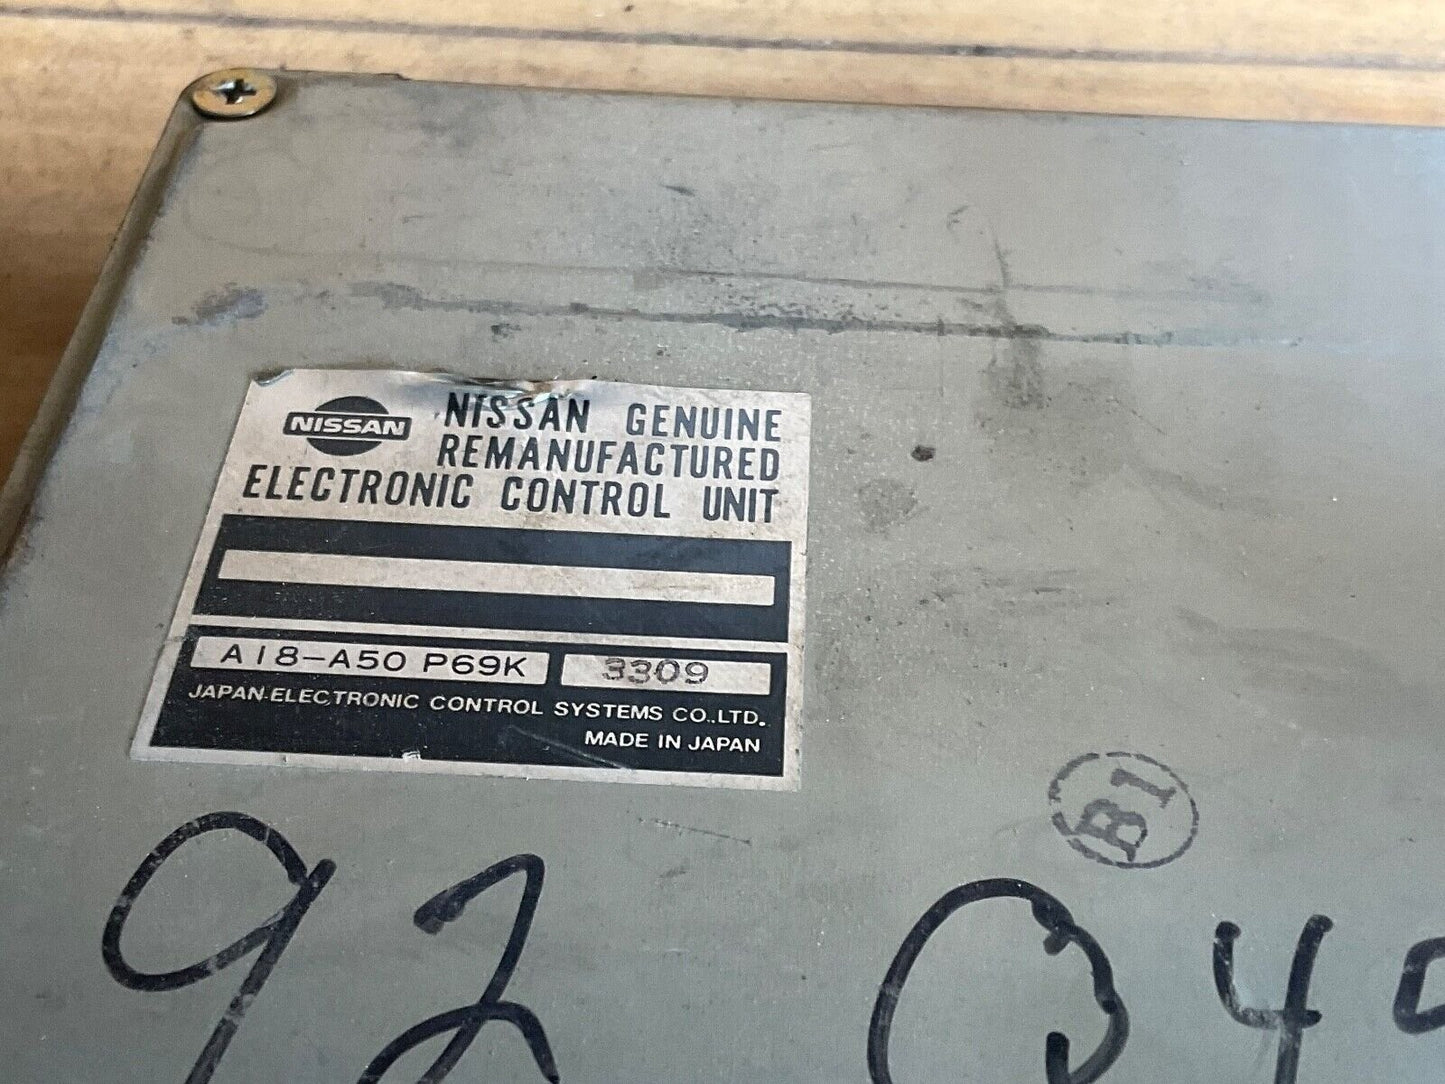 NISSAN
NISSAN GENUINE
REMANUFACTURED
ELECTRONIC CONTROL UNIT
A18-A50 P69K 3309
JAPAN ELECTRONIC CONTROL SYSTEMS CO.,LTD.
MADE IN JAPAN
B1
92 Q4